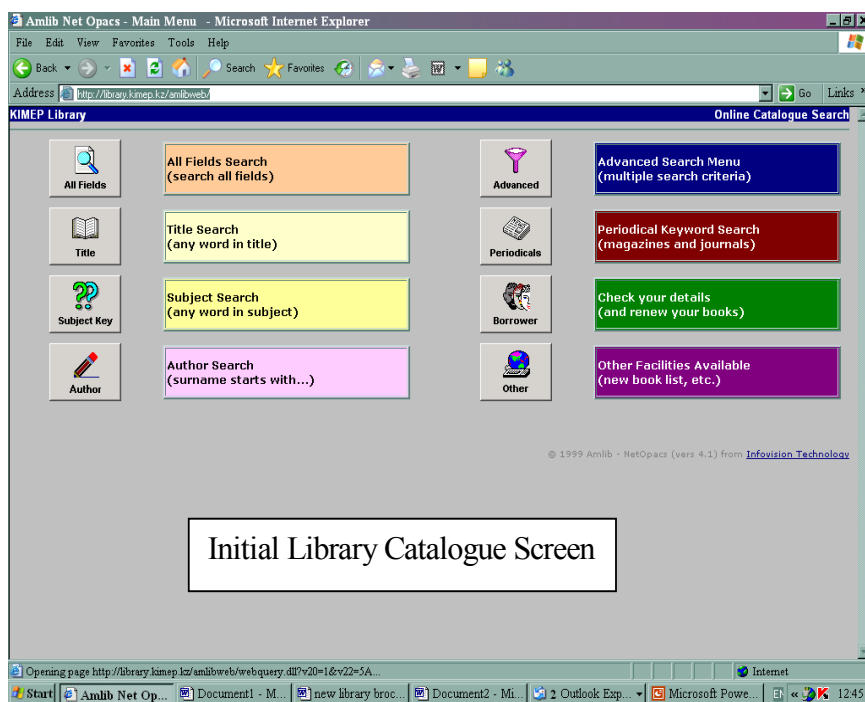 Amlib Net Opacs - Main Menu - Microsoft Internet Explorer
File Edit View Favorites Tools Help
Back Search Favorites
Address http://library.kimep.kz/amlibweb/ Go Links »
KIMEP Library Online Catalogue Search
All Fields
All Fields Search
(search all fields)
Advanced
Advanced Search Menu
(multiple search criteria)
Title
Title Search
(any word in title)
Periodicals
Periodical Keyword Search
(magazines and journals)
Subject Key
Subject Search
(any word in subject)
Borrower
Check your details
(and renew your books)
Author
Author Search
(surname starts with...)
Other
Other Facilities Available
(new book list, etc.)
© 1999 Amlib - NetOpacs (vers 4.1) from Infovision Technology
Initial Library Catalogue Screen
Opening page http://library.kimep.kz/amlibweb/webquery.dll?v20=1&v22=5A... Internet
Start Amlib Net Op... Document1 - M... new library broc... Document2 - Mi... 2 Outlook Exp... Microsoft Powe... EN « K 12:45